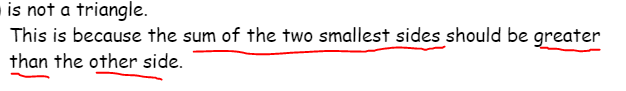 is not a triangle.
This is because the sum of the two smallest sides should be greater
than the other side.